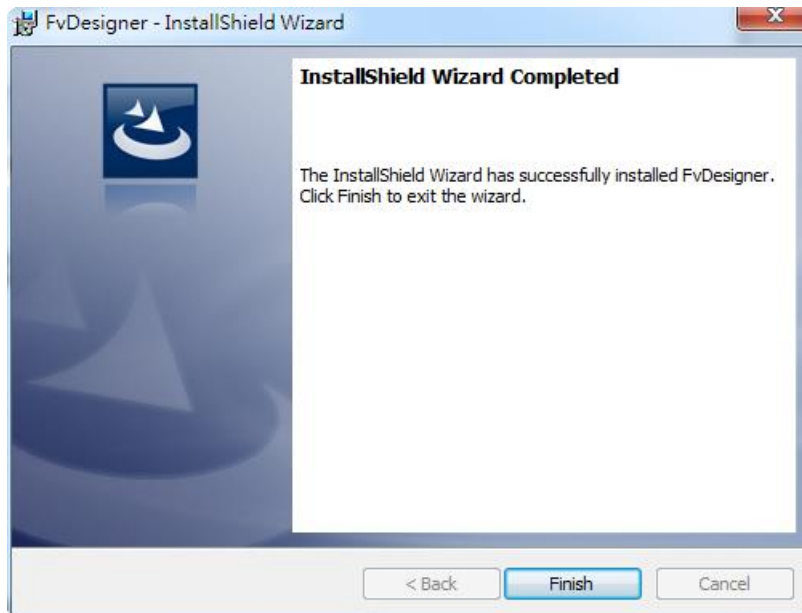 FvDesigner - InstallShield Wizard
InstallShield Wizard Completed
The InstallShield Wizard has successfully installed FvDesigner.
Click Finish to exit the wizard.
< Back
Finish
Cancel